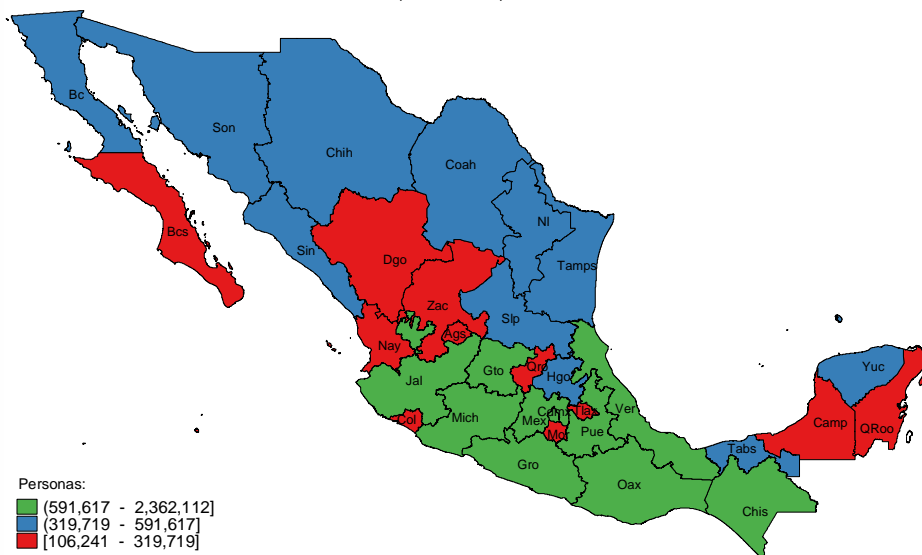 Bc
Son
Chih
Coah
Nl
Bcs
Sin
Dgo
Tamps
Zac
Slp
Nay
Ags
Yuc
Jal
Gto
Qro
Hgo
Col
Mich
Mex
Cdmx
Tlax
Ver
Mor
Pue
Camp
QRoo
Tabs
Gro
Oax
Chis
Personas:
(591,617 - 2,362,112]
(319,719 - 591,617]
[106,241 - 319,719]